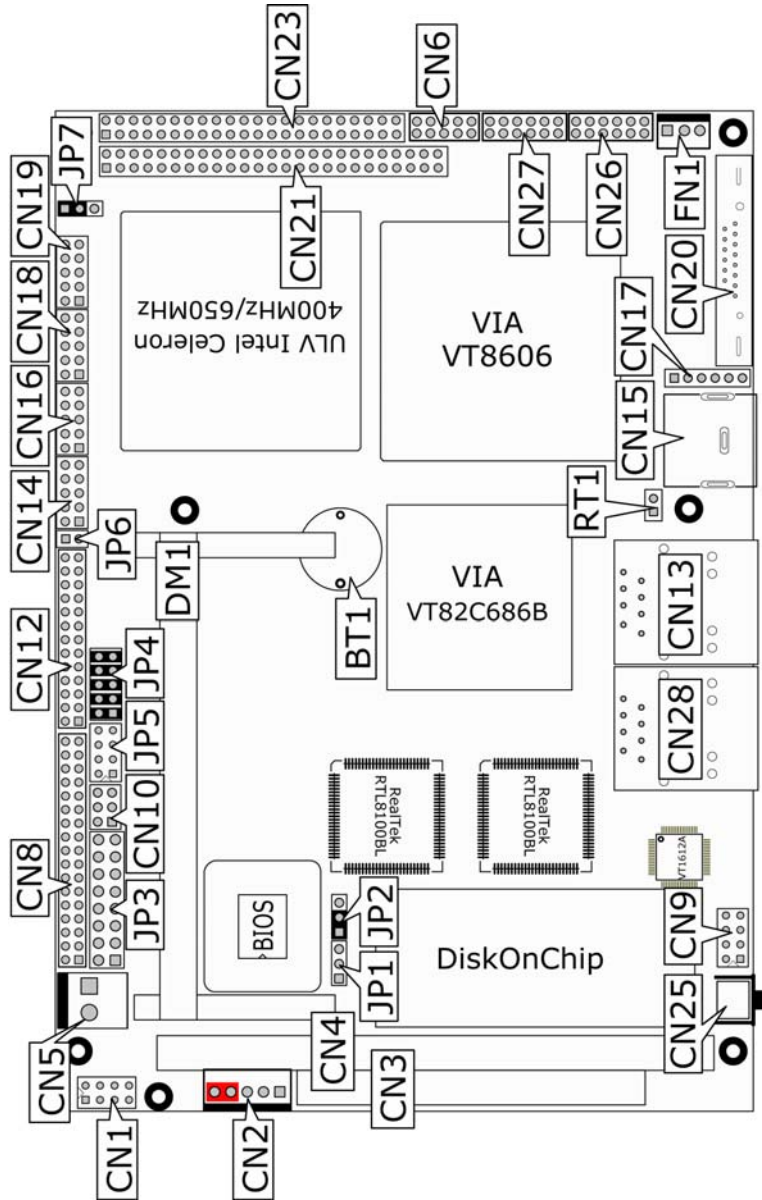 CN23
CN6
JP7
CN19
CN18
CN16
CN14
CN21
CN27
CN26
FN1
CN20
CN17
CN15
ULV Intel Celeron
400MHz/650MHz
VIA
VT8606
JP6
DM1
BT1
RT1
VIA
VT82C686B
CN13
CN12
JP4
JP5
CN28
CN10
CN8
JP3
RealTek
RTL8100BL
RealTek
RTL8100BL
VT1612A
BIOS
JP2
JP1
DiskOnChip
CN9
CN25
CN5
CN4
CN3
CN1
CN2